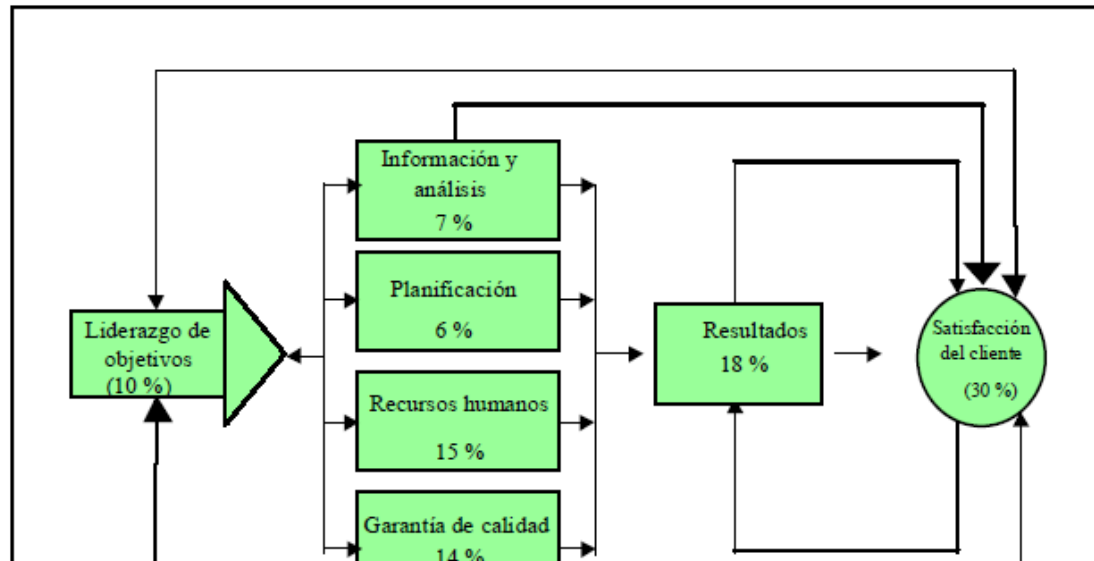 Información y
análisis
7 %
Planificación
6 %
Liderazgo de
objetivos
(10 %)
Recursos humanos
15 %
Garantía de calidad
14 %
Resultados
18 %
Satisfacción
del cliente
(30 %)